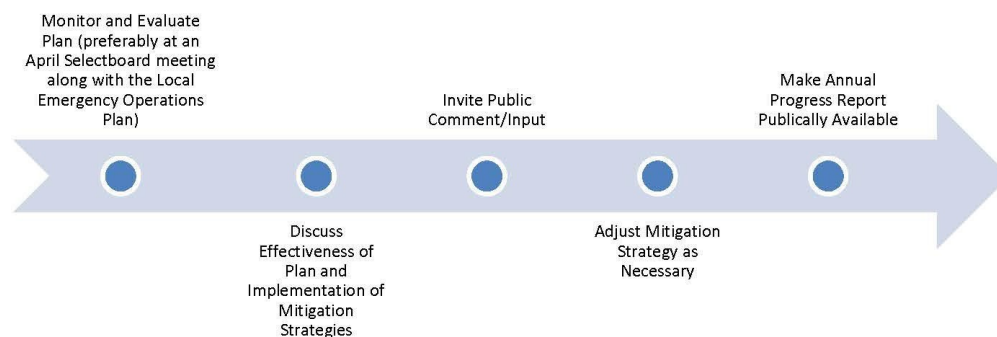 Monitor and Evaluate
Plan (preferably at an
April Selectboard meeting
along with the Local
Emergency Operations
Plan)
Discuss
Effectiveness of
Plan and
Implementation of
Mitigation
Strategies
Invite Public
Comment/Input
Adjust Mitigation
Strategy as
Necessary
Make Annual
Progress Report
Publically Available